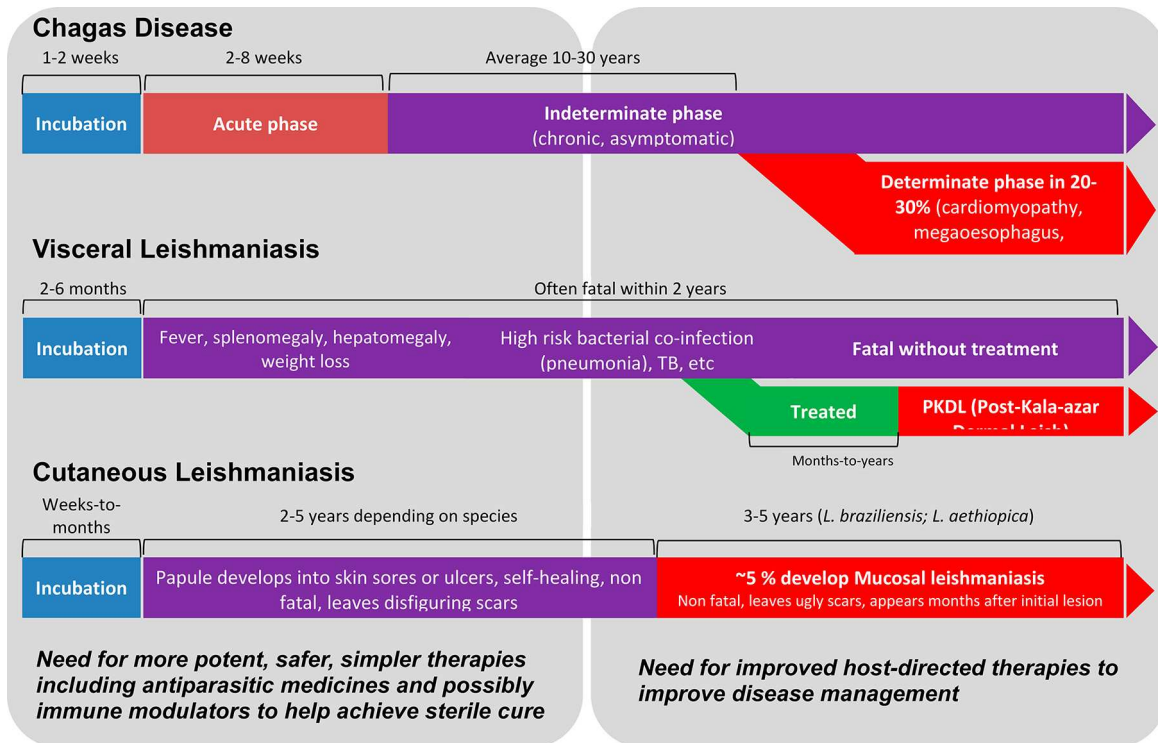 Chagas Disease
1-2 weeks
2-8 weeks
Average 10-30 years
Incubation
Acute phase
Indeterminate phase
(chronic, asymptomatic)
Determinate phase in 20-
30% (cardiomyopathy,
megaoesophagus,
Visceral Leishmaniasis
2-6 months
Often fatal within 2 years
Incubation
Fever, splenomegaly, hepatomegaly,
weight loss
High risk bacterial co-infection
(pneumonia), TB, etc
Fatal without treatment
Treated
PKDL (Post-Kala-azar
Dermal Leish)
Months-to-years
Cutaneous Leishmaniasis
Weeks-to-
months
2-5 years depending on species
3-5 years (L. braziliensis; L. aethiopica)
Incubation
Papule develops into skin sores or ulcers, self-healing, non
fatal, leaves disfiguring scars
~5 % develop Mucosal leishmaniasis
Non fatal, leaves ugly scars, appears months after initial lesion
Need for more potent, safer, simpler therapies
including antiparasitic medicines and possibly
immune modulators to help achieve sterile cure
Need for improved host-directed therapies to
improve disease management